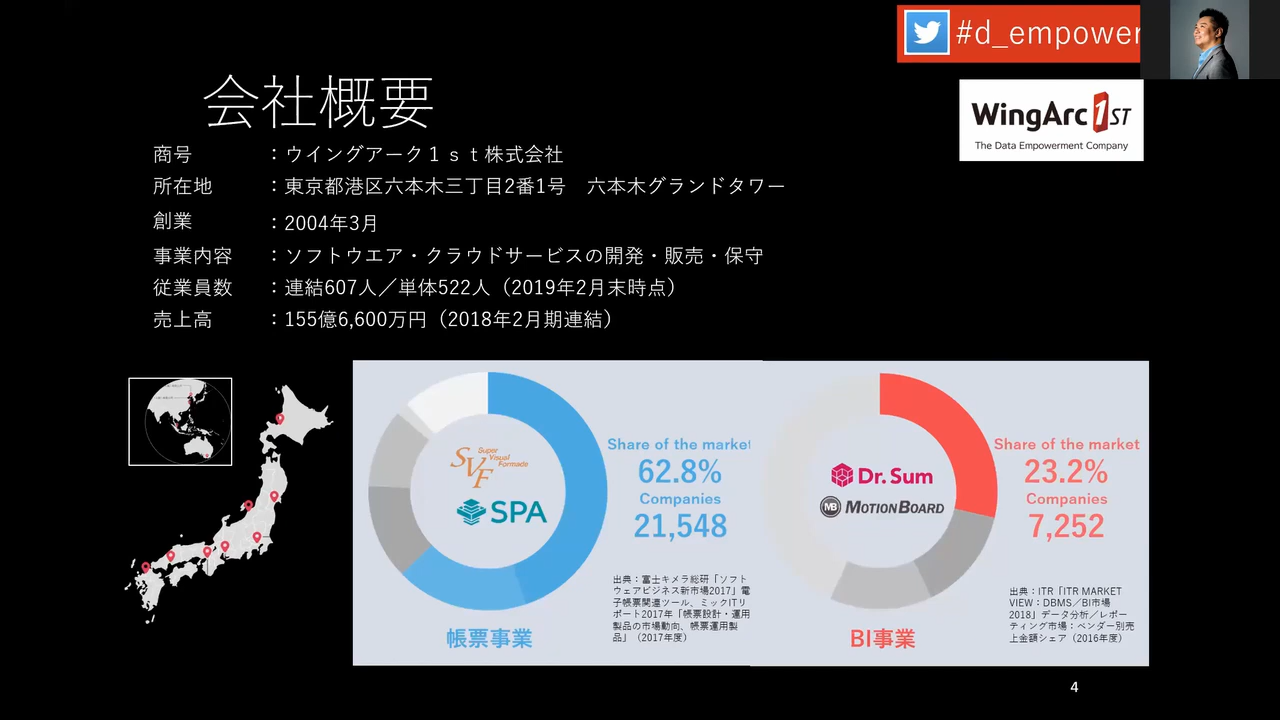 #d_empower
会社概要
WingArc 1ST
The Data Empowerment Company
商号 ：ウイングアーク１ｓｔ株式会社
所在地 ：東京都港区六本木三丁目2番1号　六本木グランドタワー
創業 ：2004年3月
事業内容 ：ソフトウエア・クラウドサービスの開発・販売・保守
従業員数 ：連結607人／単体522人（2019年2月末時点）
売上高 ：155億6,600万円（2018年2月期連結）
SVF Super Visual Formade
SPA
Share of the market
62.8%
Companies
21,548
出典：富士キメラ総研「ソフト
ウェアビジネス新市場2017」電
子帳票関連ツール、ミックITリ
ポート2017年「帳票設計・運用
製品の市場動向、帳票運用製
品」（2017年度）
帳票事業
Dr.Sum
MB MOTIONBOARD
Share of the market
23.2%
Companies
7,252
出典：ITR「ITR MARKET
VIEW：DBMS／BI市場
2018」データ分析／レポー
ティング市場：ベンダー別売
上金額シェア（2016年度）
BI事業
4